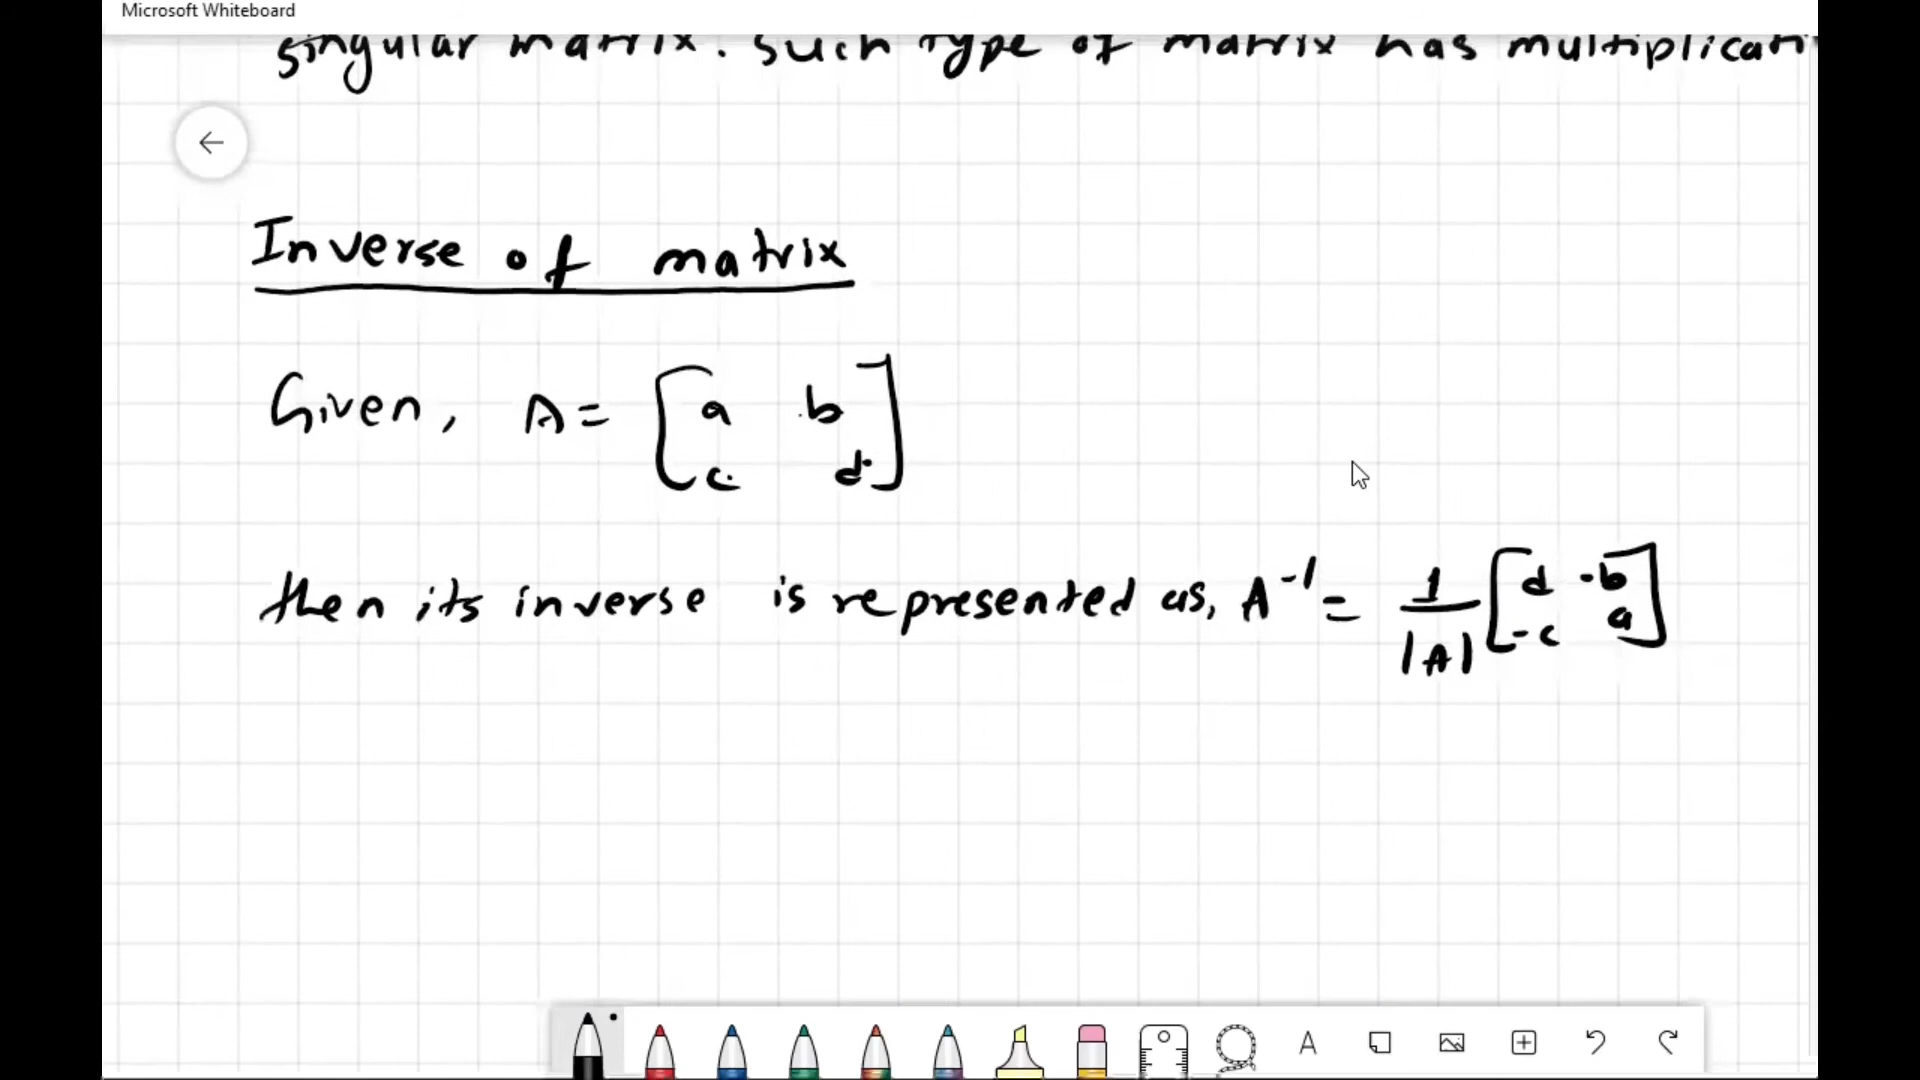 Microsoft Whiteboard
singular matrix. Such type of matrix has multiplicati
Inverse of matrix
Given, A = [a b
c d]
then its inverse is represented as, A⁻¹ = 1/|A| [d -b
-c a]
A